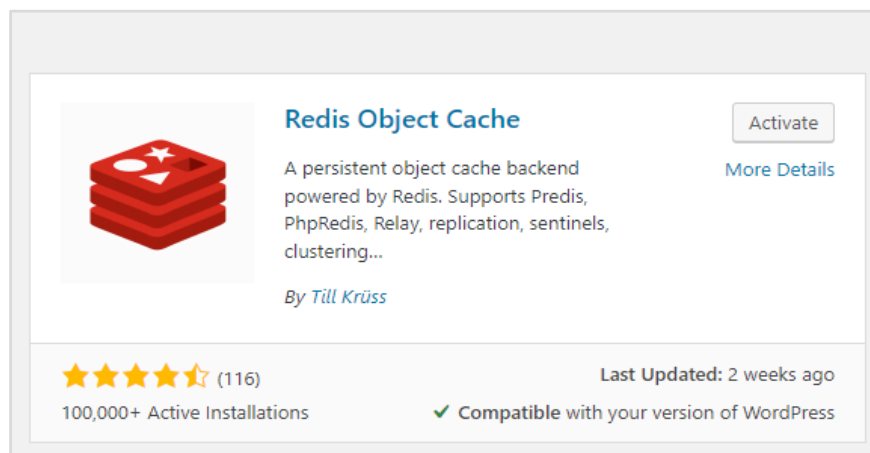 Redis Object Cache
Activate
A persistent object cache backend
More Details
powered by Redis. Supports Predis,
PhpRedis, Relay, replication, sentinels,
clustering...
By Till Krüss
(116)
Last Updated: 2 weeks ago
100,000+ Active Installations
Compatible with your version of WordPress